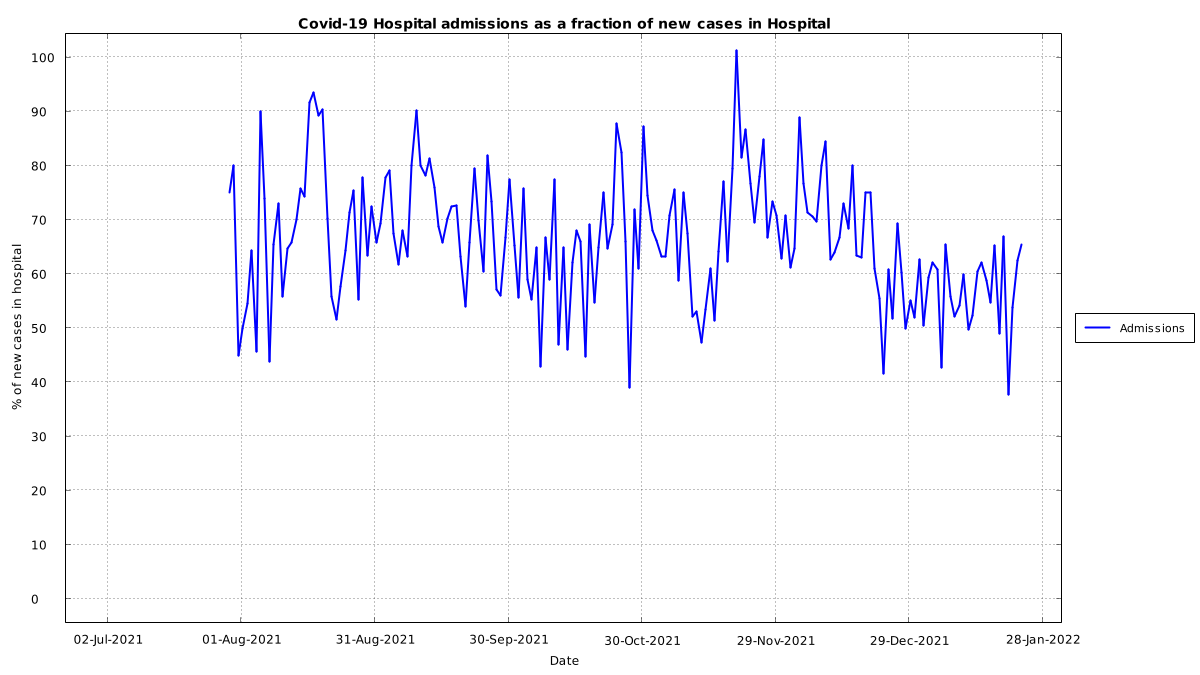 Covid-19 Hospital admissions as a fraction of new cases in Hospital
100
90
80
70
60
50
40
30
20
10
0
% of new cases in hospital
02-Jul-2021
01-Aug-2021
31-Aug-2021
30-Sep-2021
30-Oct-2021
29-Nov-2021
29-Dec-2021
28-Jan-2022
Date
Admissions